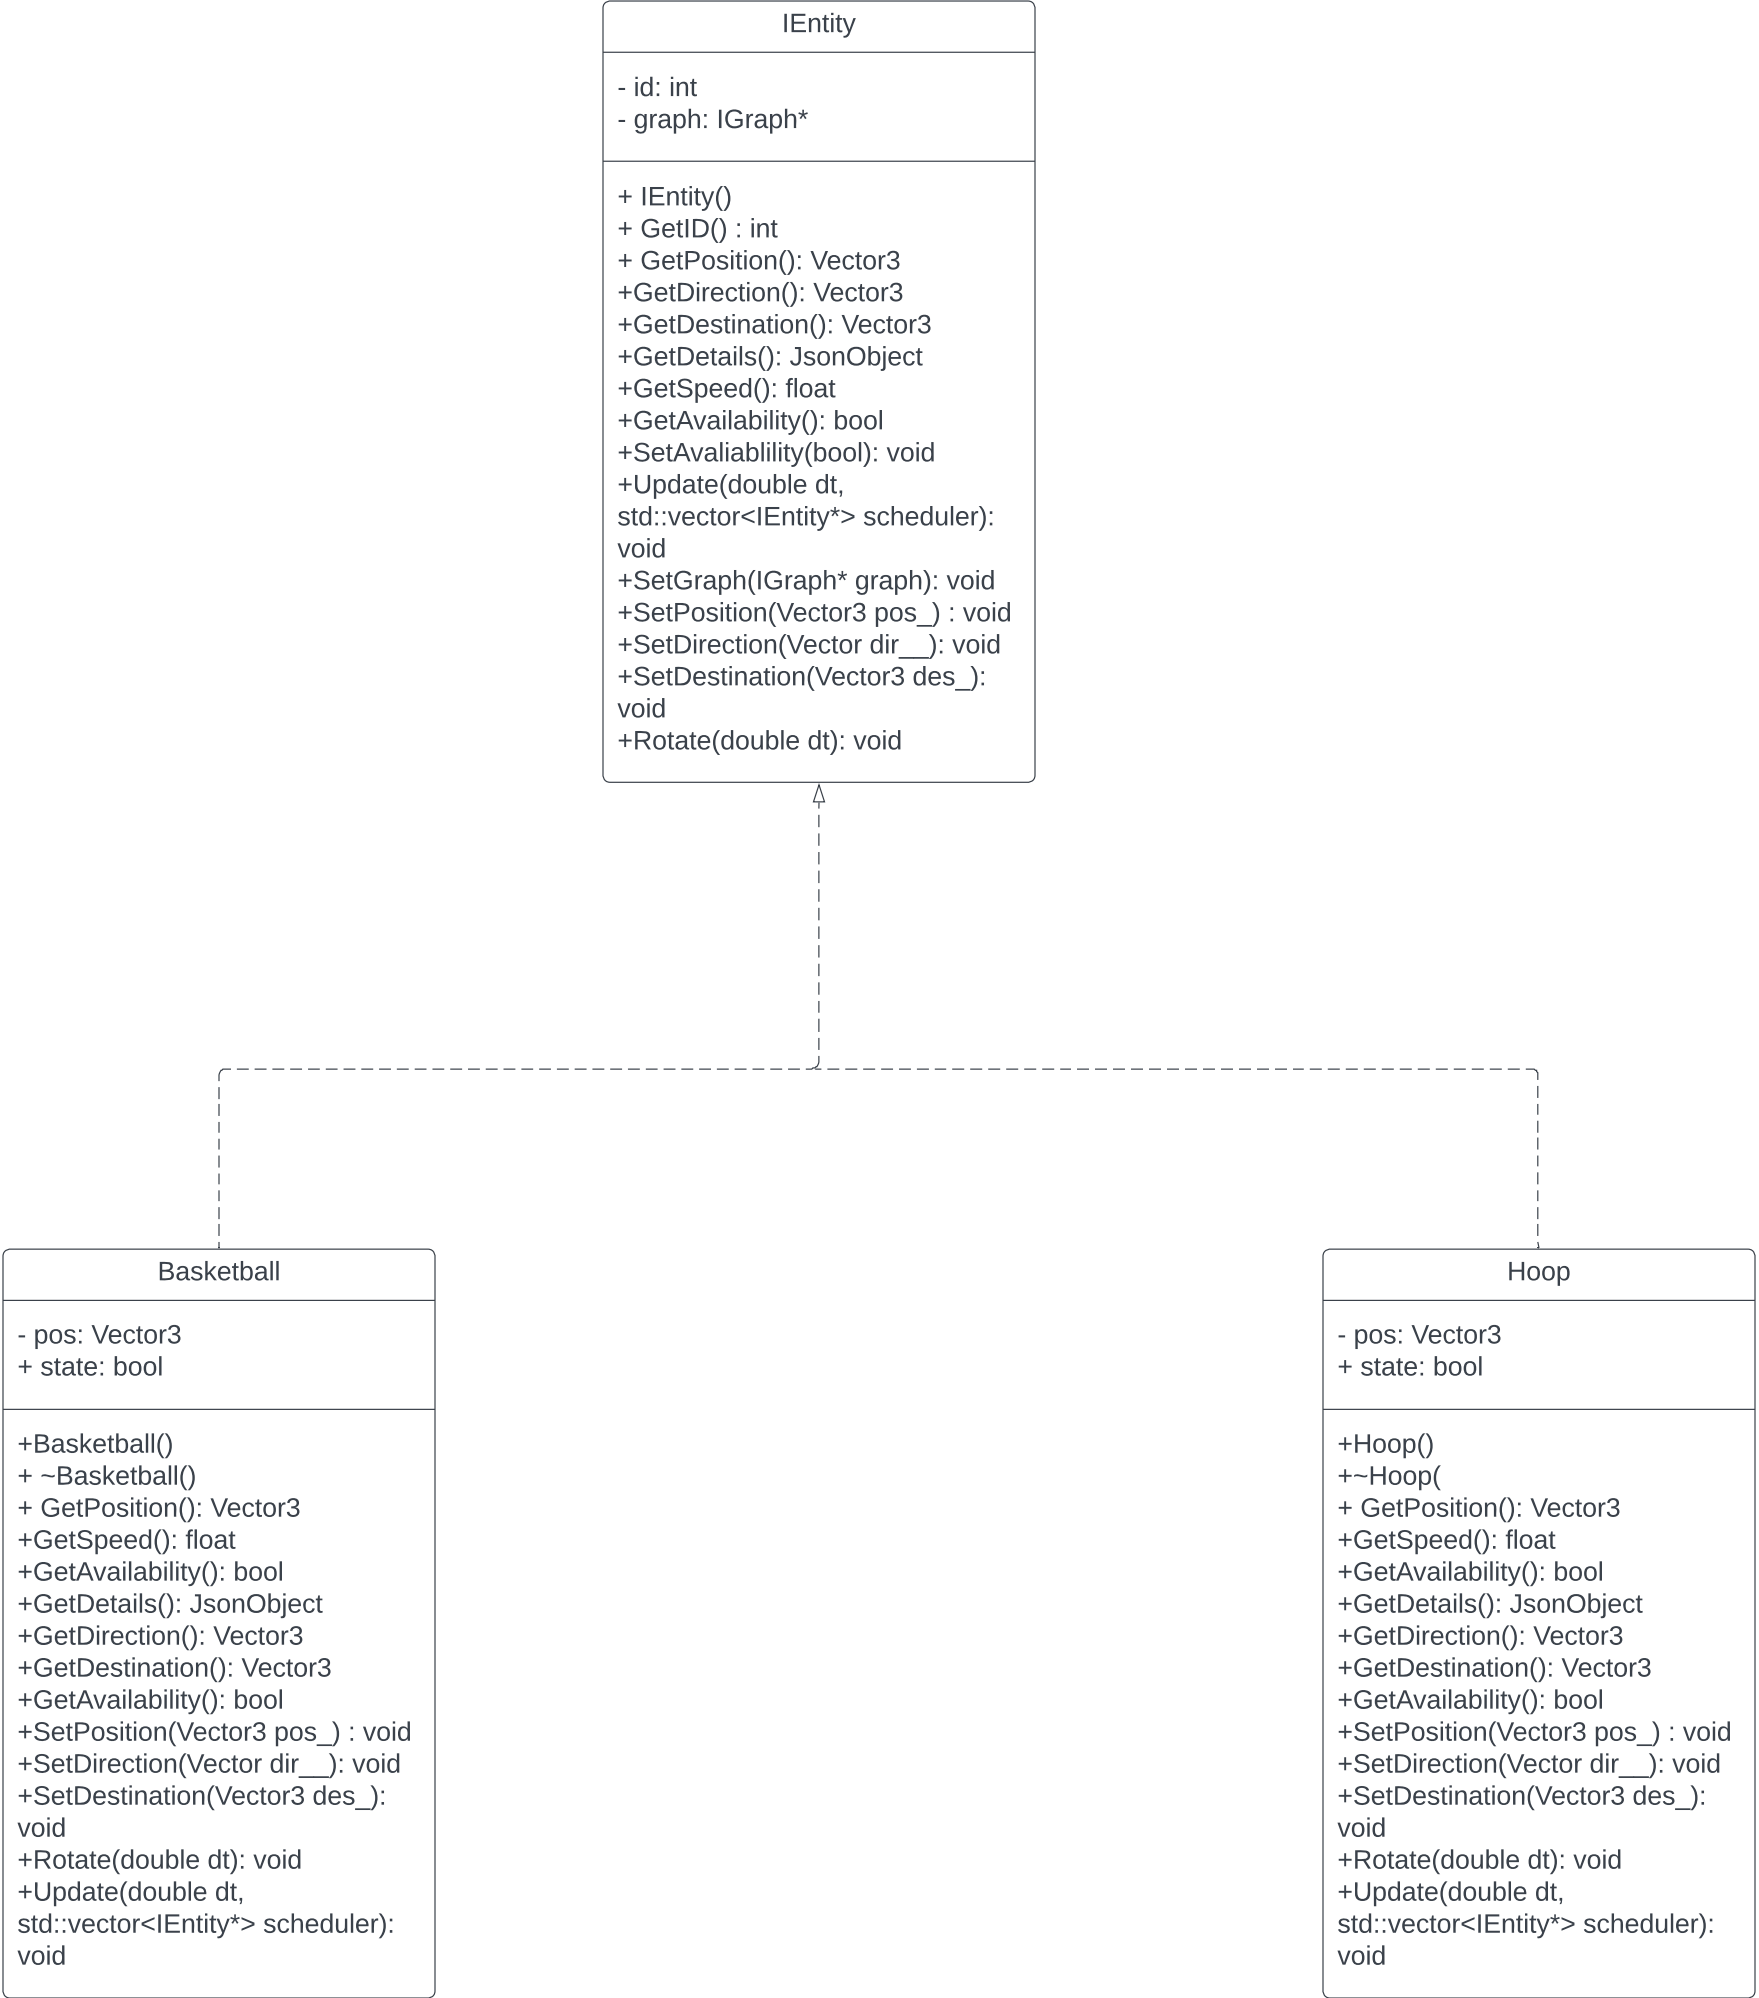 IEntity
- id: int
- graph: IGraph*
+ IEntity()
+ GetID() : int
+ GetPosition(): Vector3
+GetDirection(): Vector3
+GetDestination(): Vector3
+GetDetails(): JsonObject
+GetSpeed(): float
+GetAvailability(): bool
+SetAvaliablility(bool): void
+Update(double dt,
std::vector<IEntity*> scheduler):
void
+SetGraph(IGraph* graph): void
+SetPosition(Vector3 pos_) : void
+SetDirection(Vector dir__): void
+SetDestination(Vector3 des_):
void
+Rotate(double dt): void
Basketball
- pos: Vector3
+ state: bool
+Basketball()
+ ~Basketball()
+ GetPosition(): Vector3
+GetSpeed(): float
+GetAvailability(): bool
+GetDetails(): JsonObject
+GetDirection(): Vector3
+GetDestination(): Vector3
+GetAvailability(): bool
+SetPosition(Vector3 pos_) : void
+SetDirection(Vector dir__): void
+SetDestination(Vector3 des_):
void
+Rotate(double dt): void
+Update(double dt,
std::vector<IEntity*> scheduler):
void
Hoop
- pos: Vector3
+ state: bool
+Hoop()
+~Hoop(
+ GetPosition(): Vector3
+GetSpeed(): float
+GetAvailability(): bool
+GetDetails(): JsonObject
+GetDirection(): Vector3
+GetDestination(): Vector3
+GetAvailability(): bool
+SetPosition(Vector3 pos_) : void
+SetDirection(Vector dir__): void
+SetDestination(Vector3 des_):
void
+Rotate(double dt): void
+Update(double dt,
std::vector<IEntity*> scheduler):
void